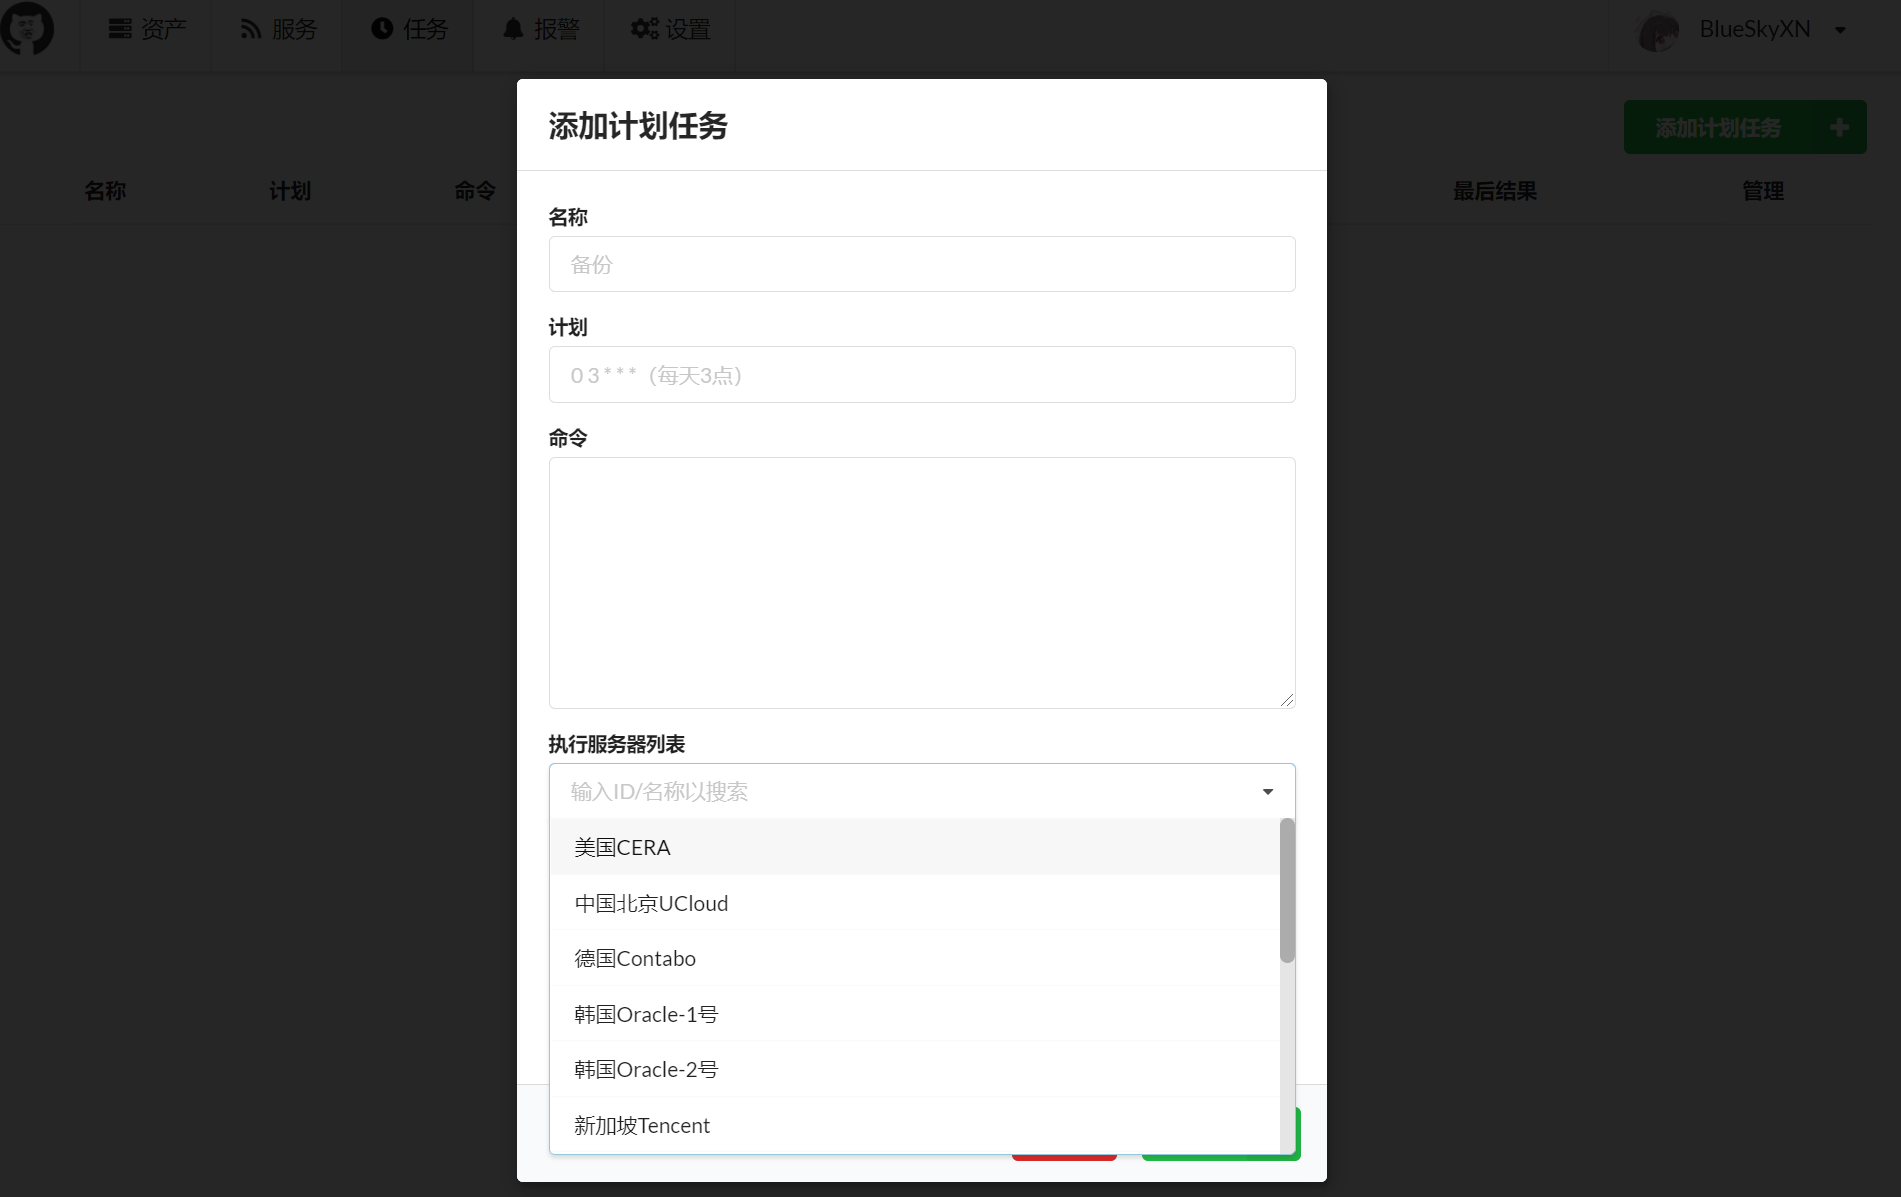 资产 服务 任务 报警 设置 BlueSkyXN
添加计划任务
添加计划任务
名称 计划 命令 最后结果 管理
名称
备份
计划
0 3 * * *（每天3点）
命令
执行服务器列表
输入ID/名称以搜索
美国CERA
中国北京UCloud
德国Contabo
韩国Oracle-1号
韩国Oracle-2号
新加坡Tencent